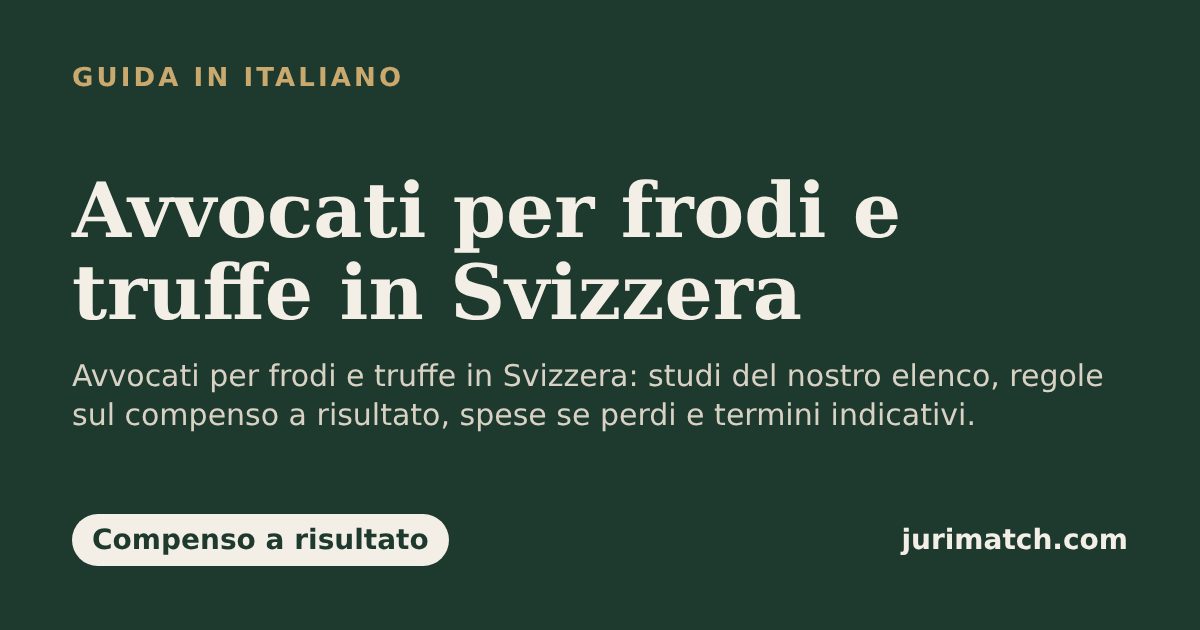 GUIDA IN ITALIANO
Avvocati per frodi e
truffe in Svizzera
Avvocati per frodi e truffe in Svizzera: studi del nostro elenco, regole
sul compenso a risultato, spese se perdi e termini indicativi.
Compenso a risultato
jurimatch.com